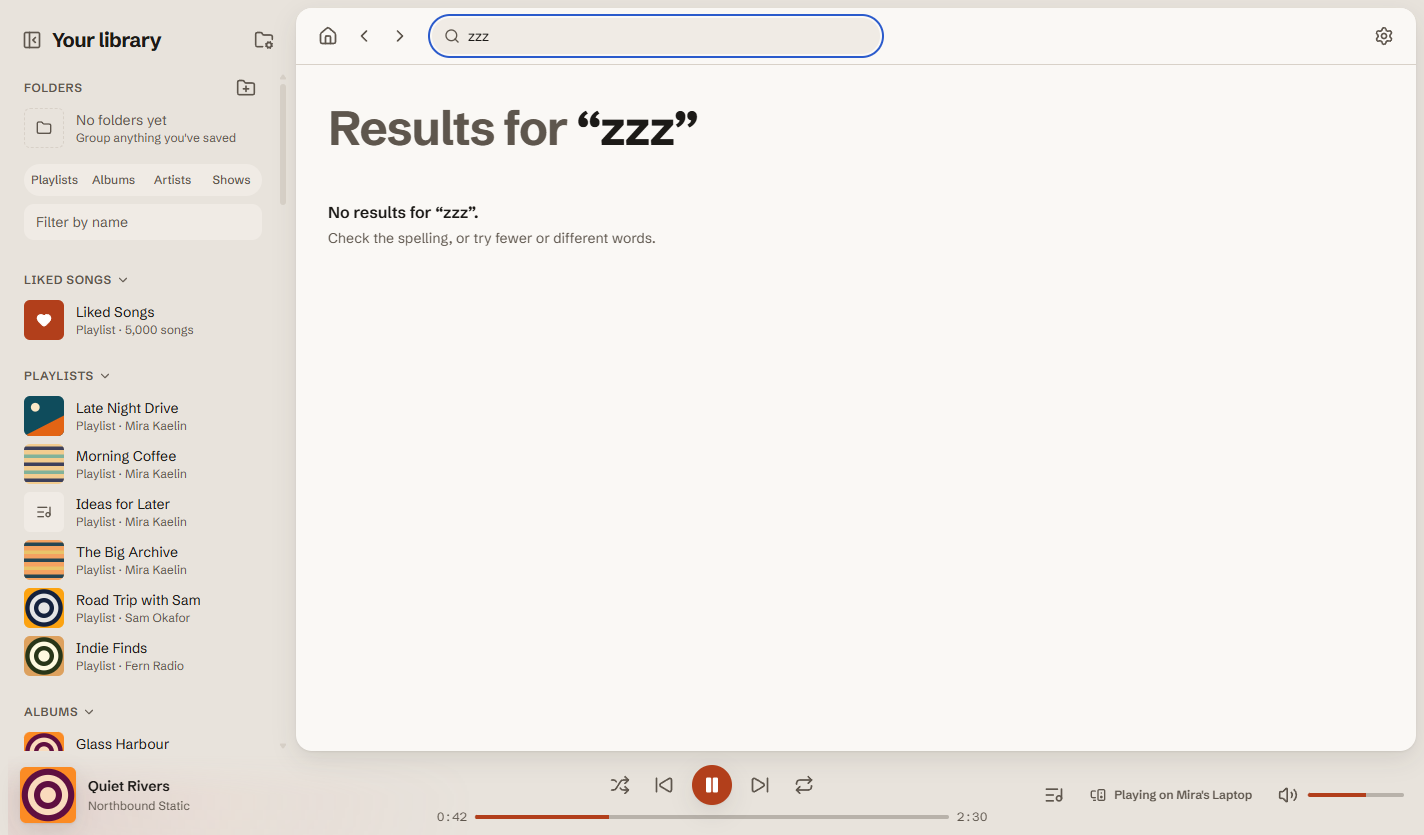 Your library
zzz
FOLDERS
No folders yet
Group anything you've saved
Playlists Albums Artists Shows
Filter by name
LIKED SONGS
Liked Songs
Playlist · 5,000 songs
PLAYLISTS
Late Night Drive
Playlist · Mira Kaelin
Morning Coffee
Playlist · Mira Kaelin
Ideas for Later
Playlist · Mira Kaelin
The Big Archive
Playlist · Mira Kaelin
Road Trip with Sam
Playlist · Sam Okafor
Indie Finds
Playlist · Fern Radio
ALBUMS
Glass Harbour
Results for “zzz”
No results for “zzz”.
Check the spelling, or try fewer or different words.
Quiet Rivers
Northbound Static
0:42
2:30
Playing on Mira's Laptop